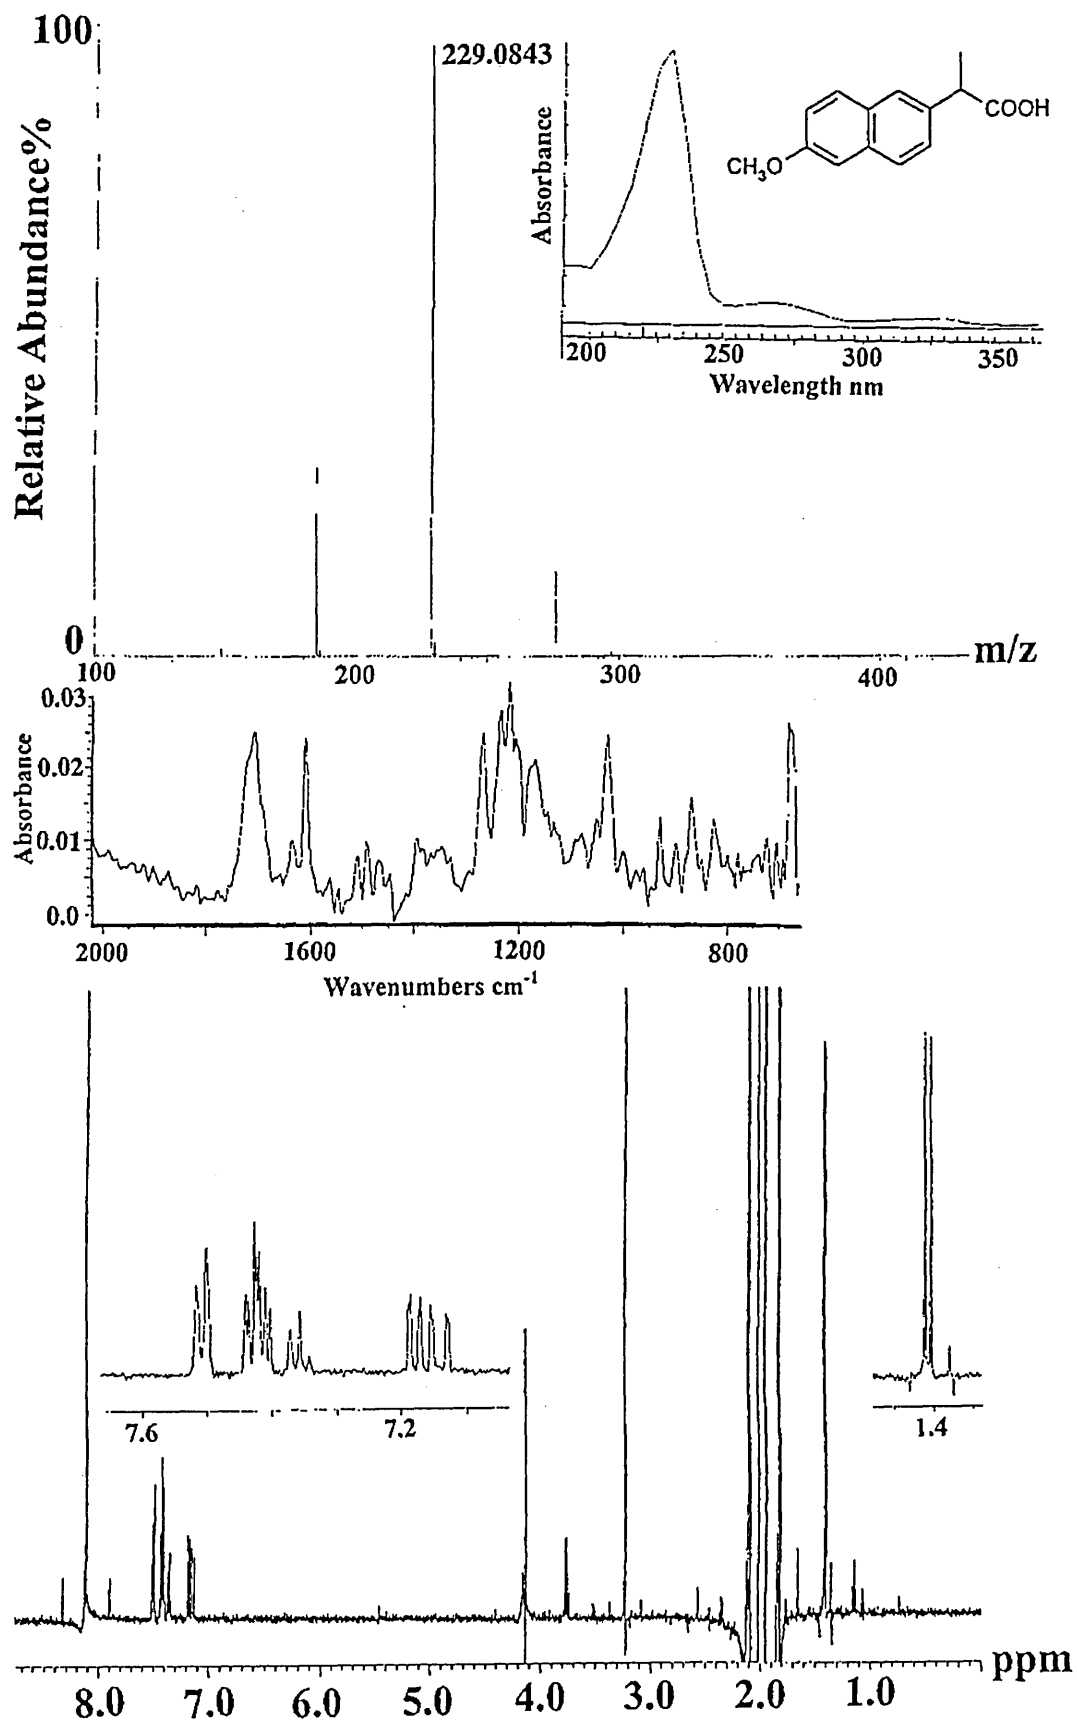 100
229.0843
Relative Abundance%
0
100 200 300 400 m/z
Absorbance
COOH
CH3O
200 250 300 350
Wavelength nm
0.03
0.02
0.01
0.0
Absorbance
2000 1600 1200 800
Wavenumbers cm-1
7.6 7.2
1.4
8.0 7.0 6.0 5.0 4.0 3.0 2.0 1.0 ppm